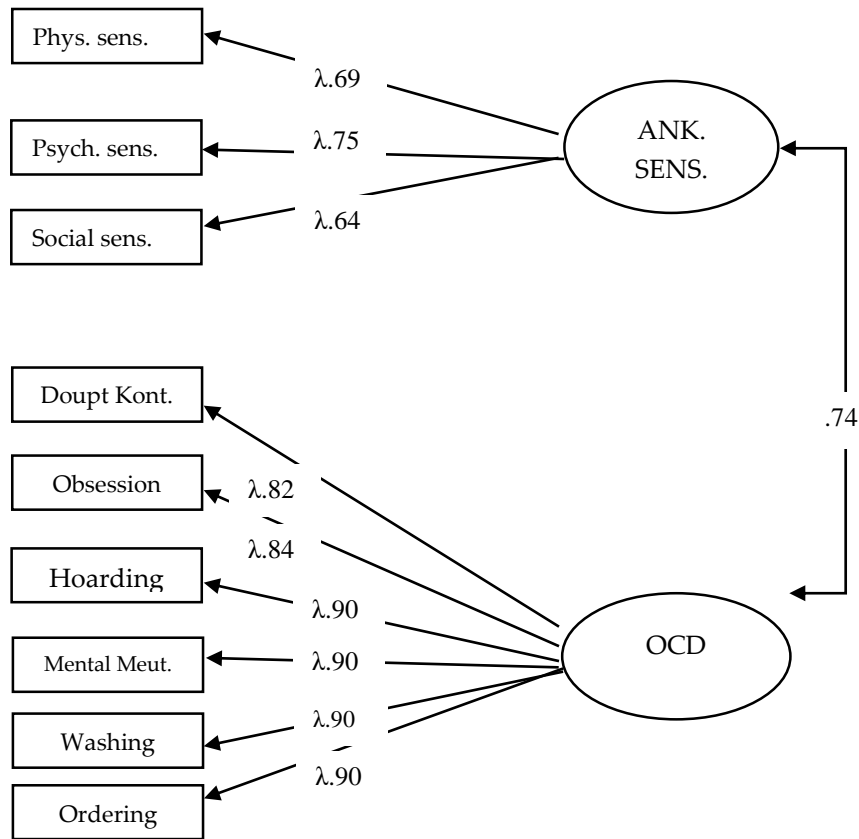 Phys. sens.
λ.69
ANK.
SENS.
Psych. sens.
λ.75
Social sens.
λ.64
Doupt Kont.
.74
Obsession
λ.82
λ.84
Hoarding
λ.90
OCD
Mental Meut.
λ.90
Washing
λ.90
λ.90
Ordering